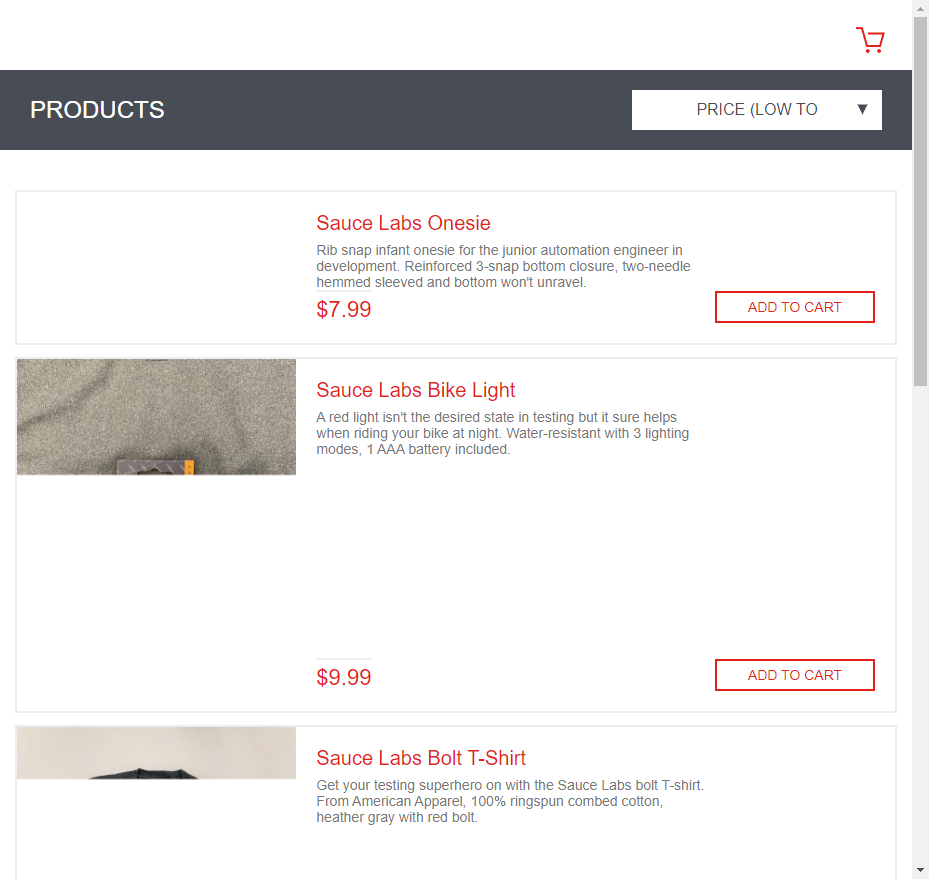 PRODUCTS
PRICE (LOW TO
Sauce Labs Onesie
Rib snap infant onesie for the junior automation engineer in
development. Reinforced 3-snap bottom closure, two-needle
hemmed sleeved and bottom won't unravel.
$7.99
ADD TO CART
Sauce Labs Bike Light
A red light isn't the desired state in testing but it sure helps
when riding your bike at night. Water-resistant with 3 lighting
modes, 1 AAA battery included.
$9.99
ADD TO CART
Sauce Labs Bolt T-Shirt
Get your testing superhero on with the Sauce Labs bolt T-shirt.
From American Apparel, 100% ringspun combed cotton,
heather gray with red bolt.